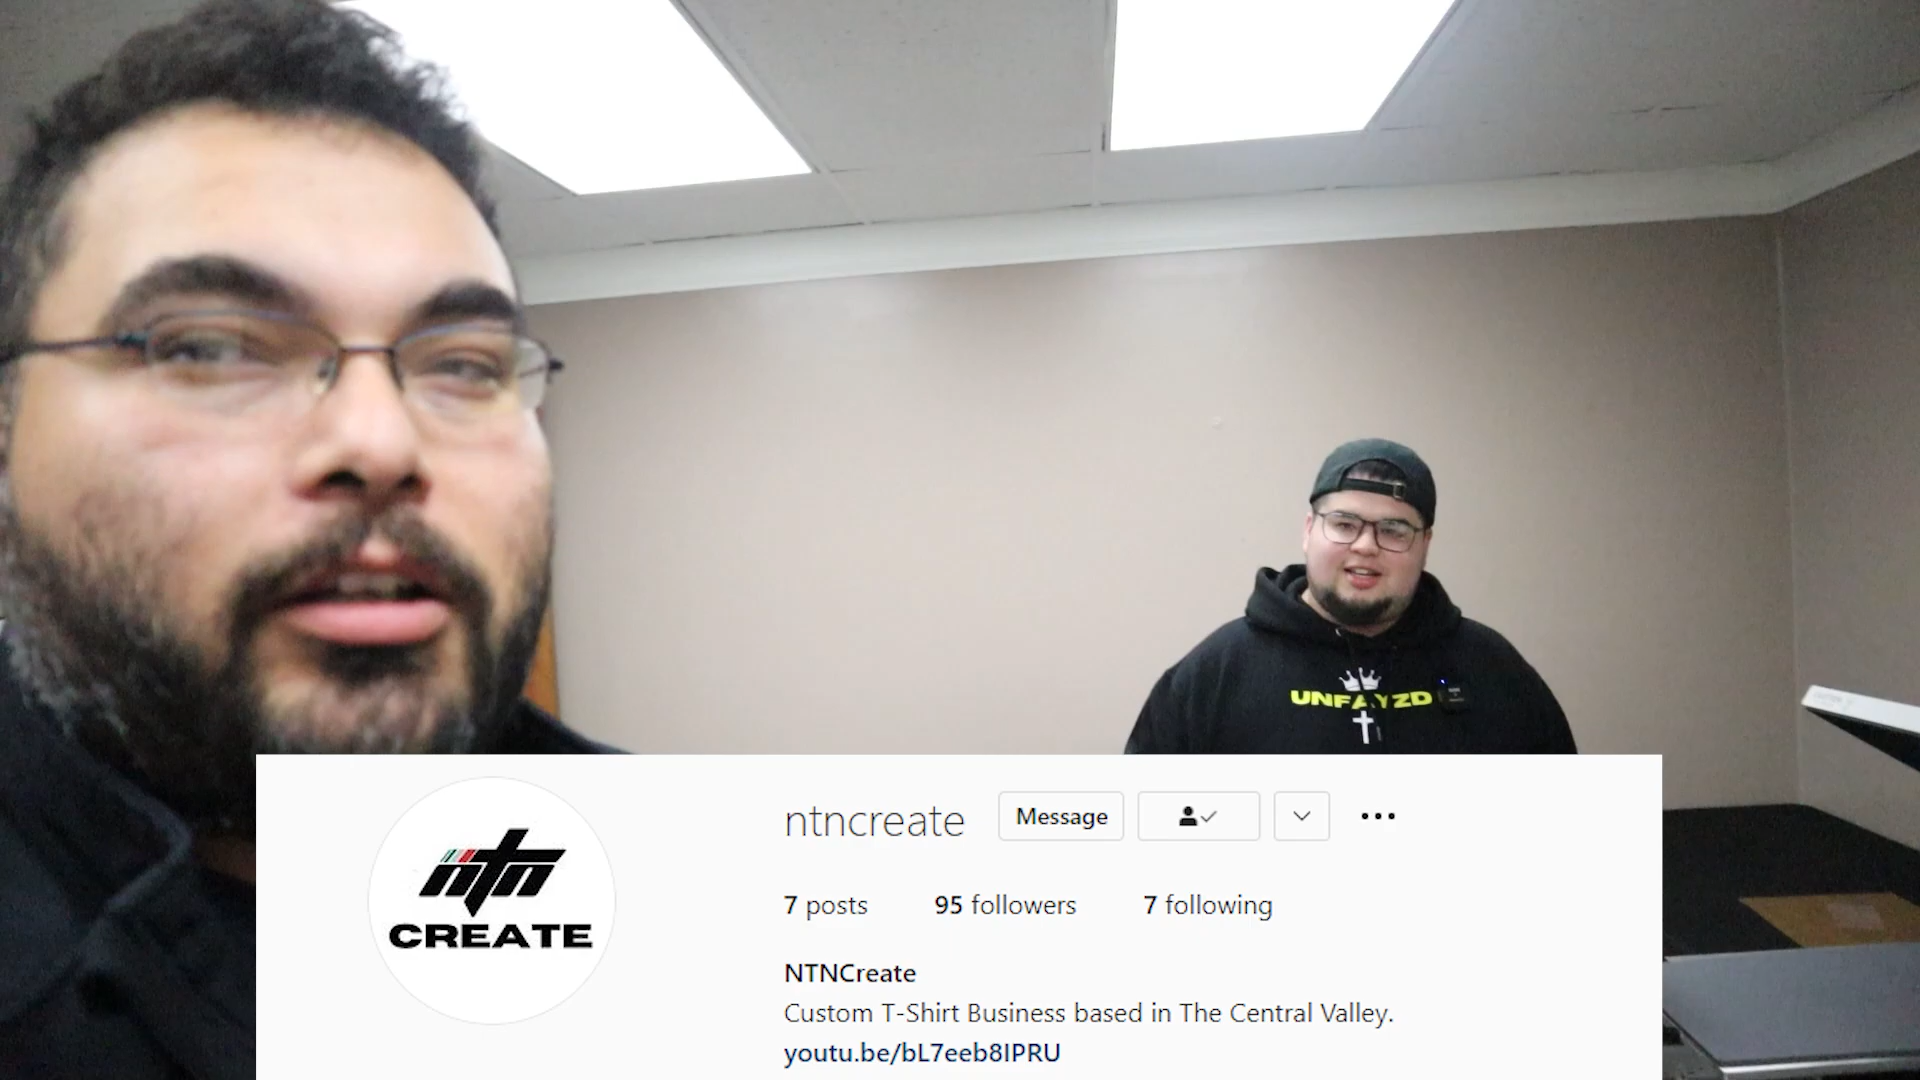 UNFAYZD
ntncreate
Message
7 posts 95 followers 7 following
ntn
CREATE
NTNCreate
Custom T-Shirt Business based in The Central Valley.
youtu.be/bL7eeb8IPRU